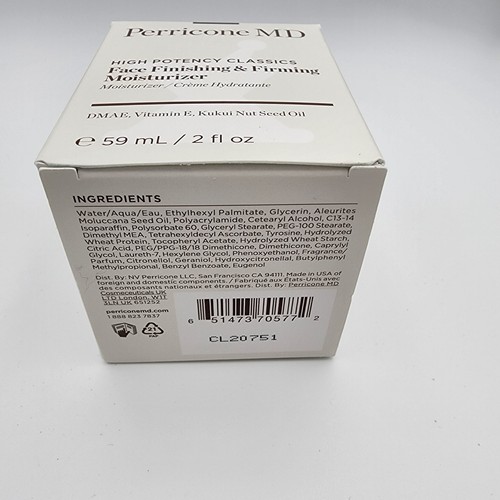 Perricone MD
HIGH POTENCY CLASSICS
Face Finishing & Firming
Moisturizer
Moisturizer / Crème Hydratante
DMAE, Vitamin E, Kukui Nut Seed Oil
℮ 59 mL / 2 fl oz
INGREDIENTS
Water/Aqua/Eau, Ethylhexyl Palmitate, Glycerin, Aleurites
Moluccana Seed Oil, Polyacrylamide, Cetearyl Alcohol, C13-14
Isoparaffin, Polysorbate 60, Glyceryl Stearate, PEG-100 Stearate,
Dimethyl MEA, Tetrahexyldecyl Ascorbate, Tyrosine, Hydrolyzed
Wheat Protein, Tocopheryl Acetate, Hydrolyzed Wheat Starch,
Citric Acid, PEG/PPG-18/18 Dimethicone, Dimethicone, Caprylyl
Glycol, Laureth-7, Hexylene Glycol, Phenoxyethanol, Fragrance/
Parfum, Citronellol, Geraniol, Hydroxycitronellal, Butylphenyl
Methylpropional, Benzyl Benzoate, Eugenol
Dist. By: NV Perricone LLC, San Francisco CA 94111. Made in USA of
foreign and domestic components. / Fabriqué aux États-Unis avec
des composants nationaux et étrangers. Dist. By: Perricone MD
Cosmeceuticals UK
LTD London, W1T
3LN UK 651252
perriconemd.com
1 888 823 7837
21
PAP
6 51473 70577 2
CL20751